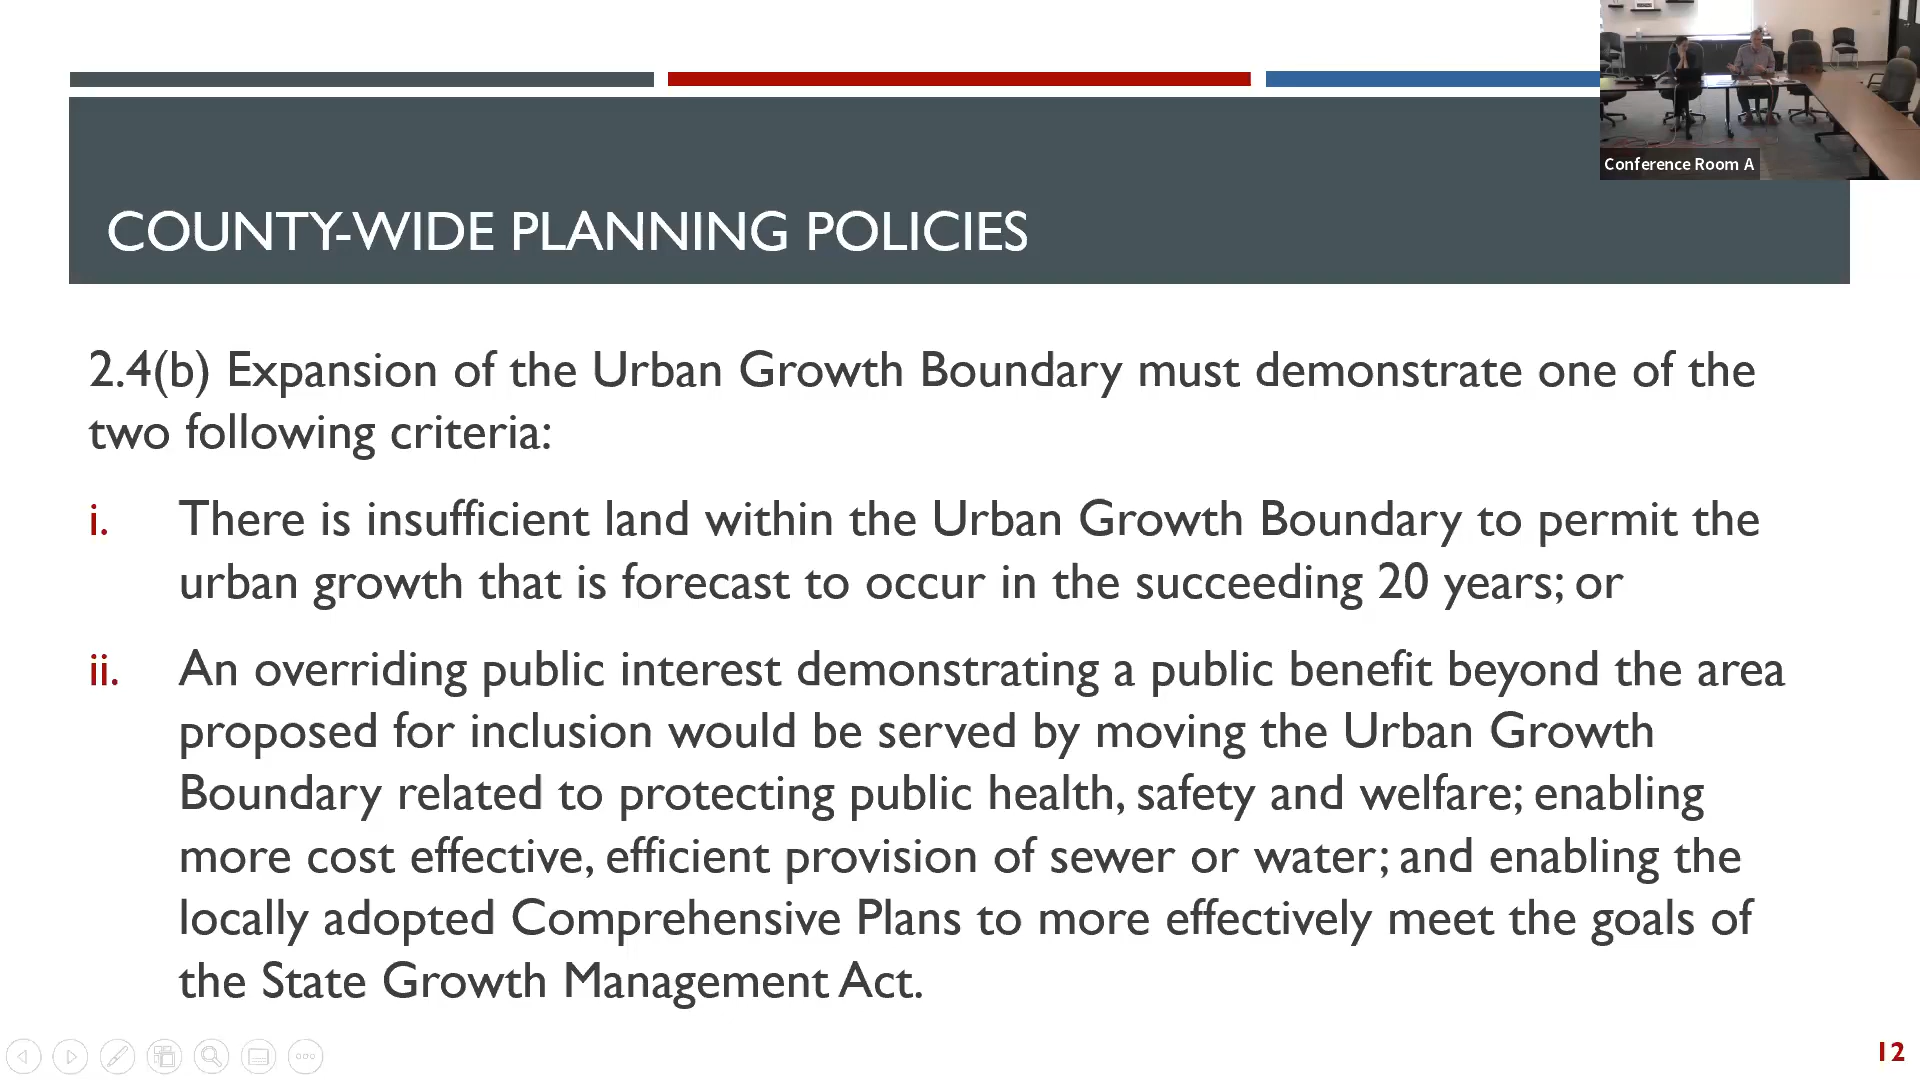 Conference Room A
COUNTY-WIDE PLANNING POLICIES
2.4(b) Expansion of the Urban Growth Boundary must demonstrate one of the
two following criteria:
i. There is insufficient land within the Urban Growth Boundary to permit the
urban growth that is forecast to occur in the succeeding 20 years; or
ii. An overriding public interest demonstrating a public benefit beyond the area
proposed for inclusion would be served by moving the Urban Growth
Boundary related to protecting public health, safety and welfare; enabling
more cost effective, efficient provision of sewer or water; and enabling the
locally adopted Comprehensive Plans to more effectively meet the goals of
the State Growth Management Act.
12